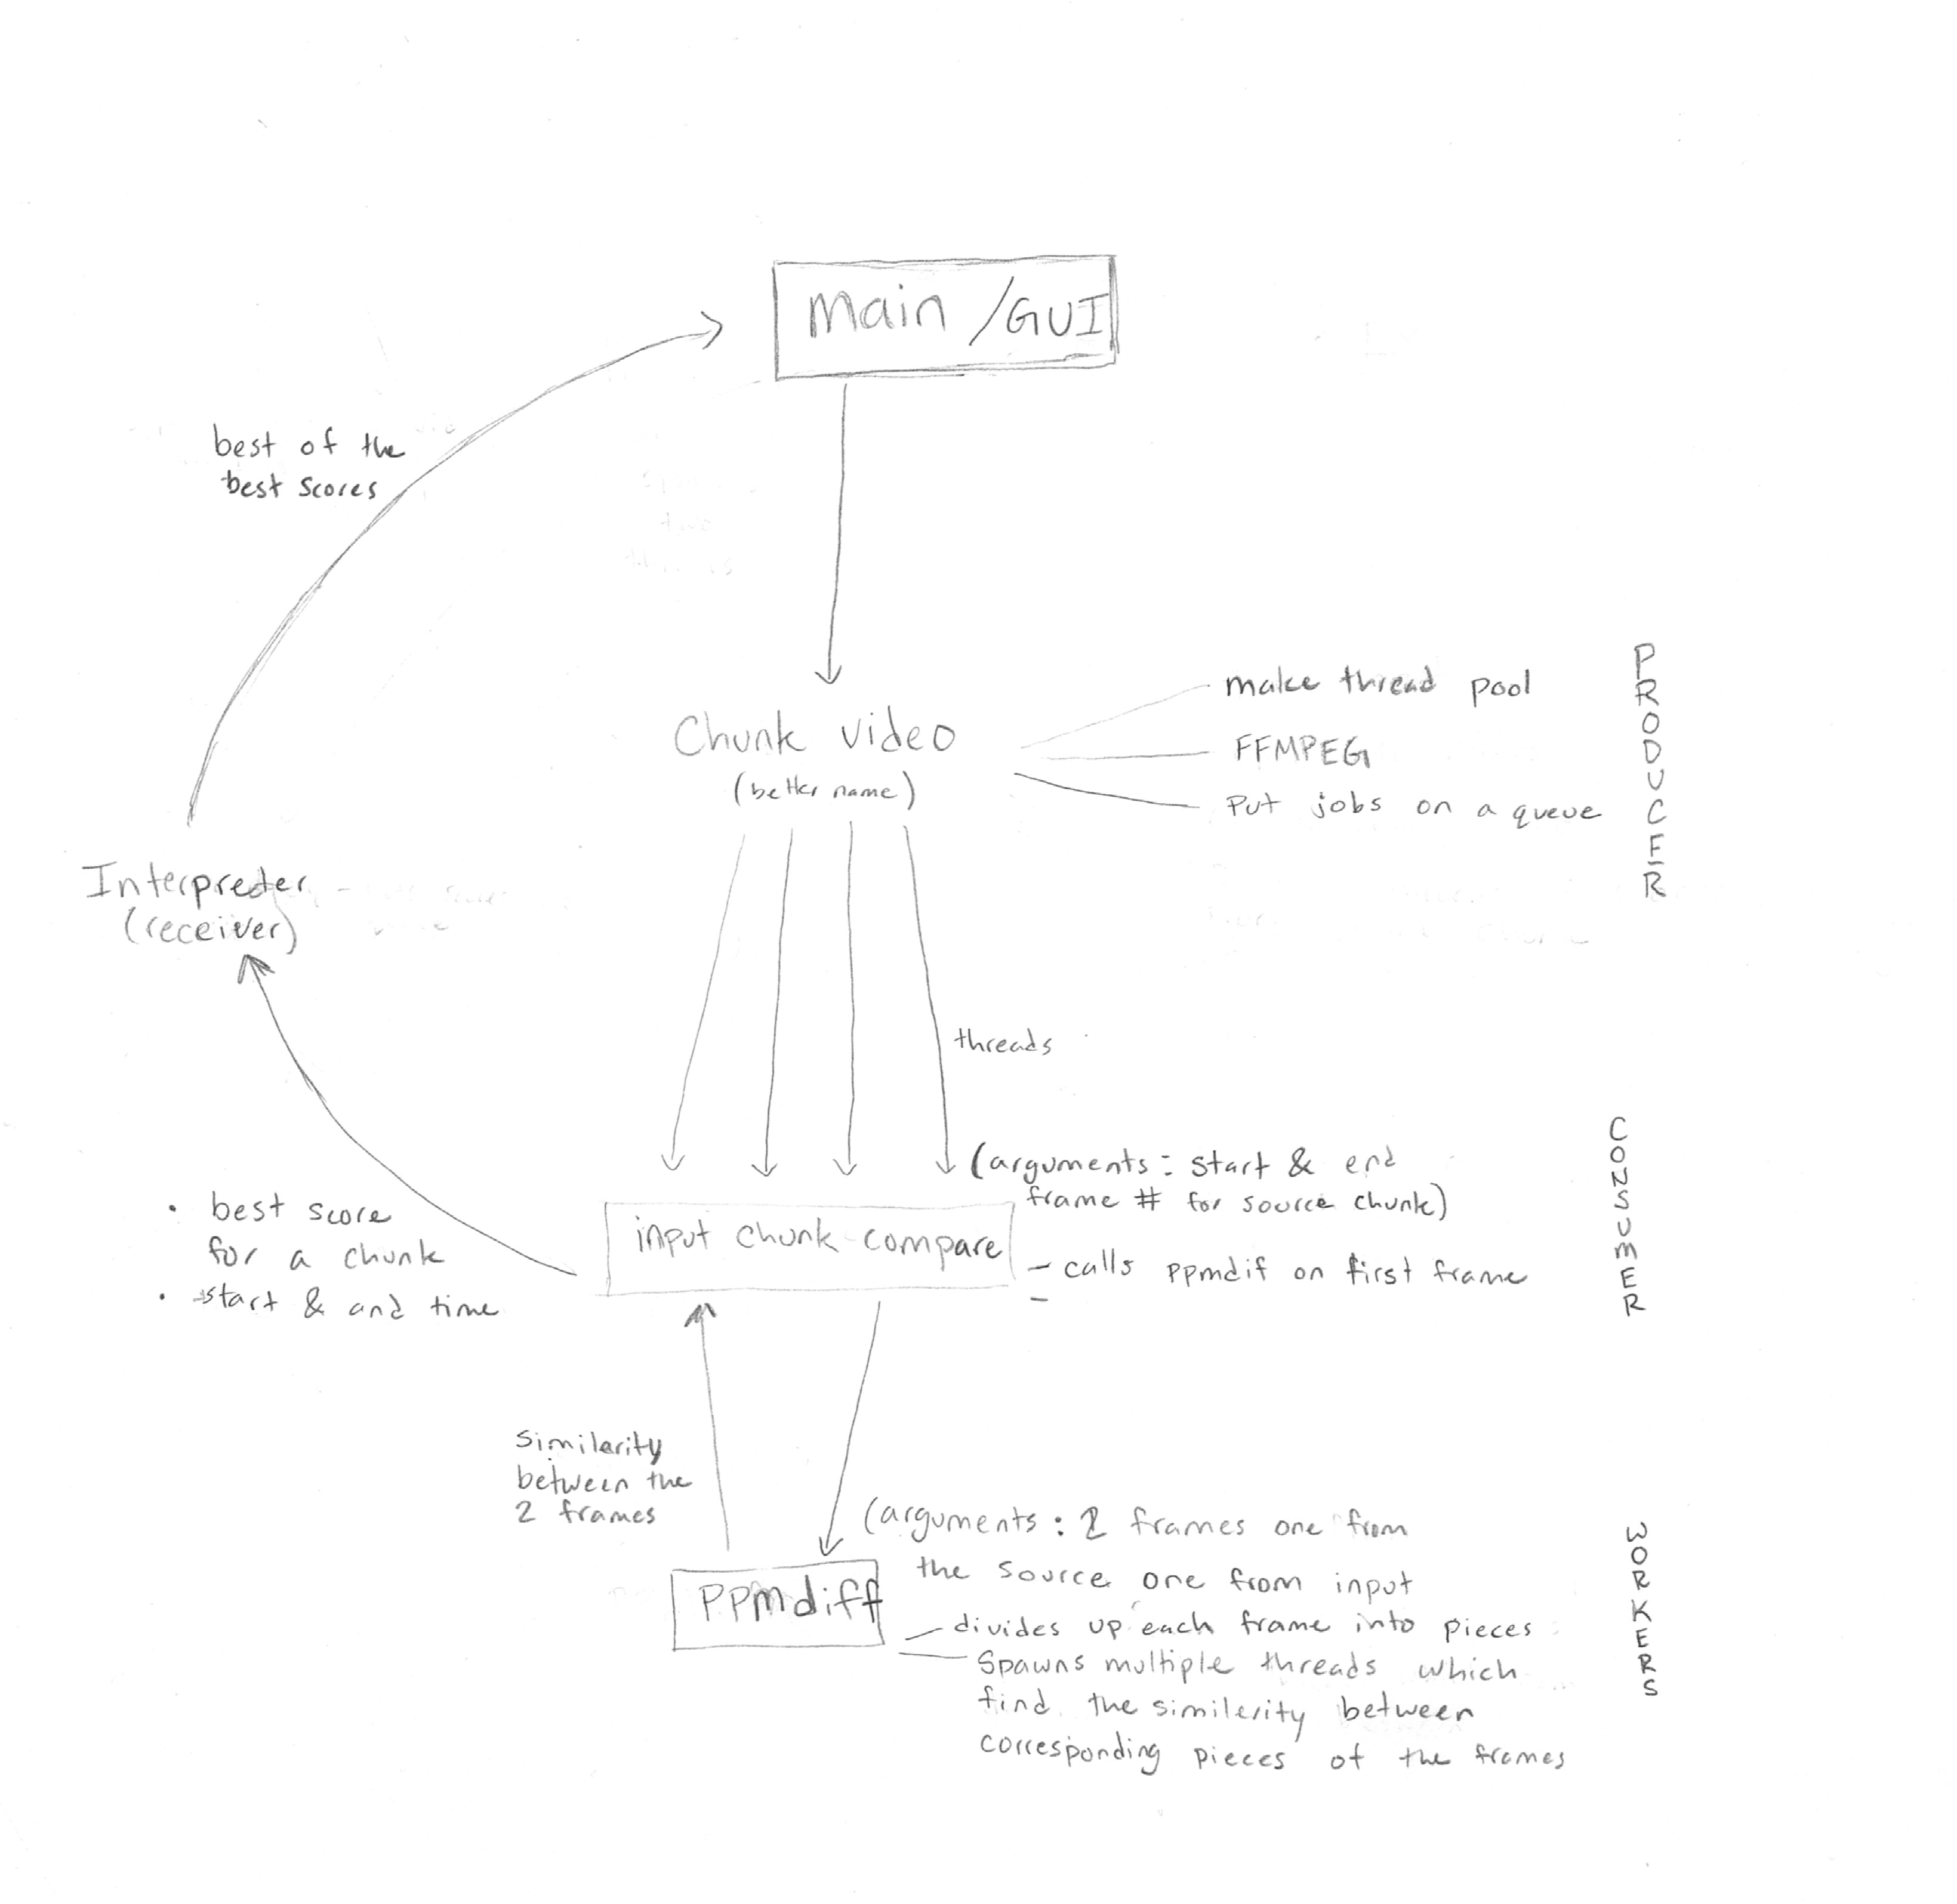 main /GUI
best of the
best scores
Chunk video
(better name)
make thread pool
FFMPEG
Put jobs on a queue
PRODUCER
Interpreter
(receiver)
threads
(arguments: start & end
frame # for source chunk)
input chunk compare
- calls ppmdif on first frame
-
CONSUMER
• best score
for a chunk
• start & and time
Similarity
between the
2 frames
(arguments: 2 frames one from
the source one from input
PPmdiff
- divides up each frame into pieces
- Spawns multiple threads which
find the similerity between
corresponding pieces of the frames
WORKERS